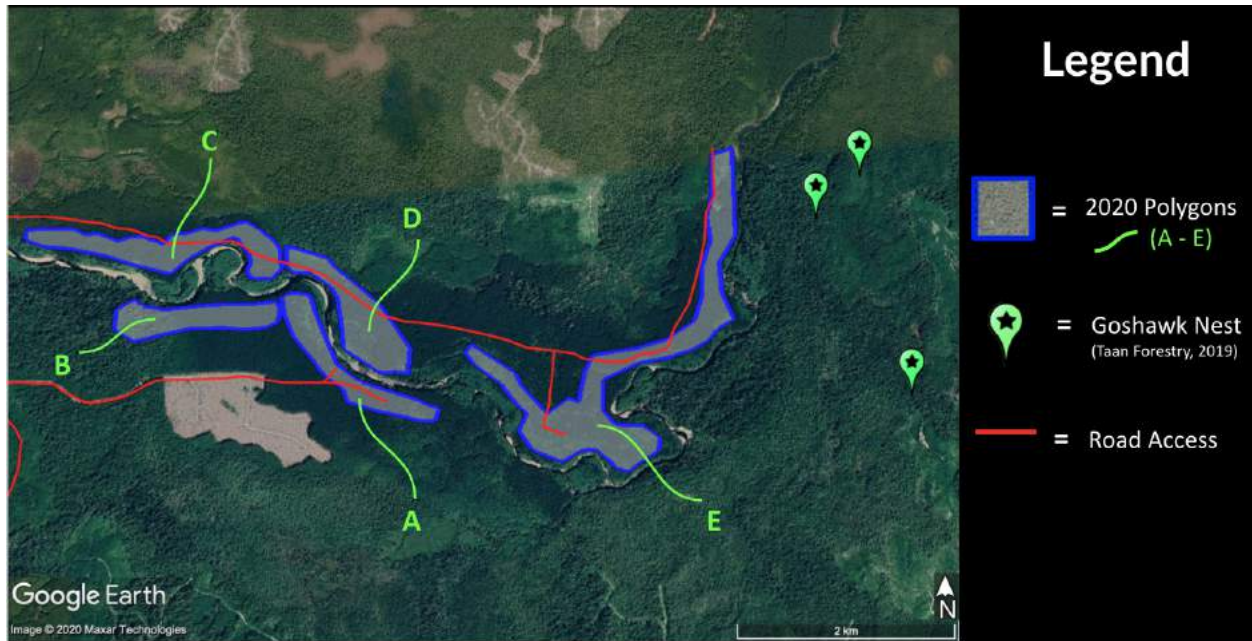 Legend
C
D
B
A
E
= 2020 Polygons
(A - E)
= Goshawk Nest
(Taan Forestry, 2019)
= Road Access
Google Earth
Image © 2020 Maxar Technologies
N
2 km